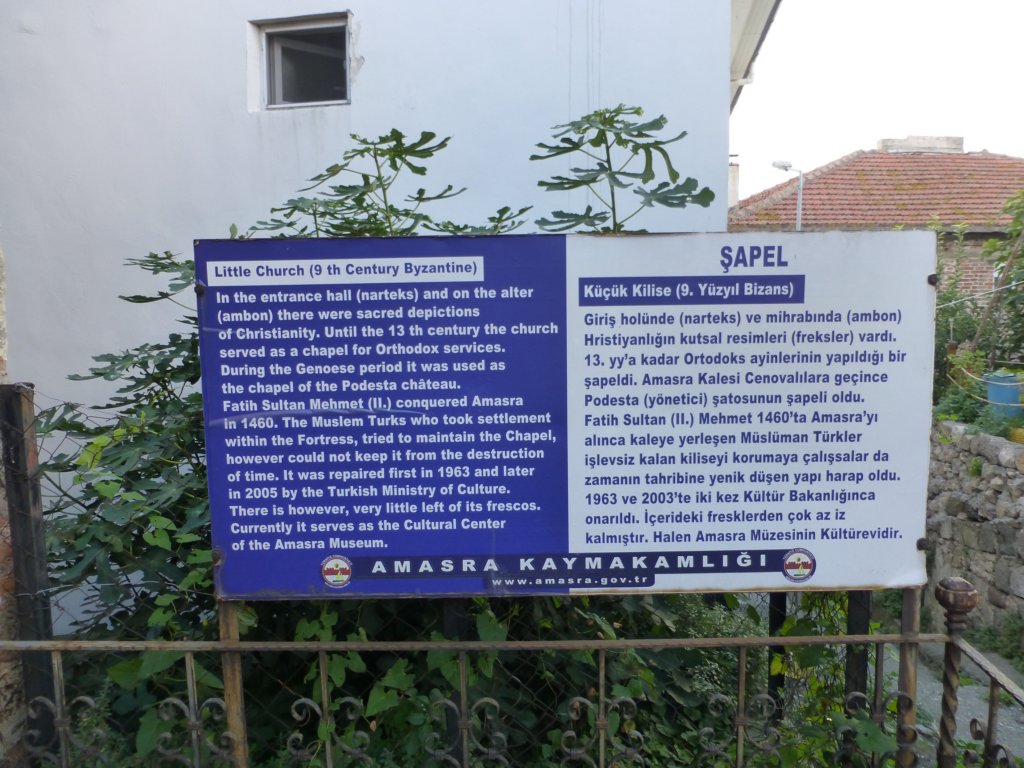 Little Church (9 th Century Byzantine)
In the entrance hall (narteks) and on the alter
(ambon) there were sacred depictions
of Christianity. Until the 13 th century the church
served as a chapel for Orthodox services.
During the Genoese period it was used as
the chapel of the Podesta château.
Fatih Sultan Mehmet (II.) conquered Amasra
in 1460. The Muslem Turks who took settlement
within the Fortress, tried to maintain the Chapel,
however could not keep it from the destruction
of time. It was repaired first in 1963 and later
in 2005 by the Turkish Ministry of Culture.
There is however, very little left of its frescos.
Currently it serves as the Cultural Center
of the Amasra Museum.
ŞAPEL
Küçük Kilise (9. Yüzyıl Bizans)
Giriş holünde (narteks) ve mihrabında (ambon)
Hristiyanlığın kutsal resimleri (freksler) vardı.
13. yy'a kadar Ortodoks ayinlerinin yapıldığı bir
şapeldi. Amasra Kalesi Cenovalılara geçince
Podesta (yönetici) şatosunun şapeli oldu.
Fatih Sultan (II.) Mehmet 1460'ta Amasra'yı
alınca kaleye yerleşen Müslüman Türkler
işlevsiz kalan kiliseyi korumaya çalışsalar da
zamanın tahribine yenik düşen yapı harap oldu.
1963 ve 2003'te iki kez Kültür Bakanlığınca
onarıldı. İçerideki fresklerden çok az iz
kalmıştır. Halen Amasra Müzesinin Kültürevidir.
AMASRA KAYMAKAMLIĞI
www.amasra.gov.tr